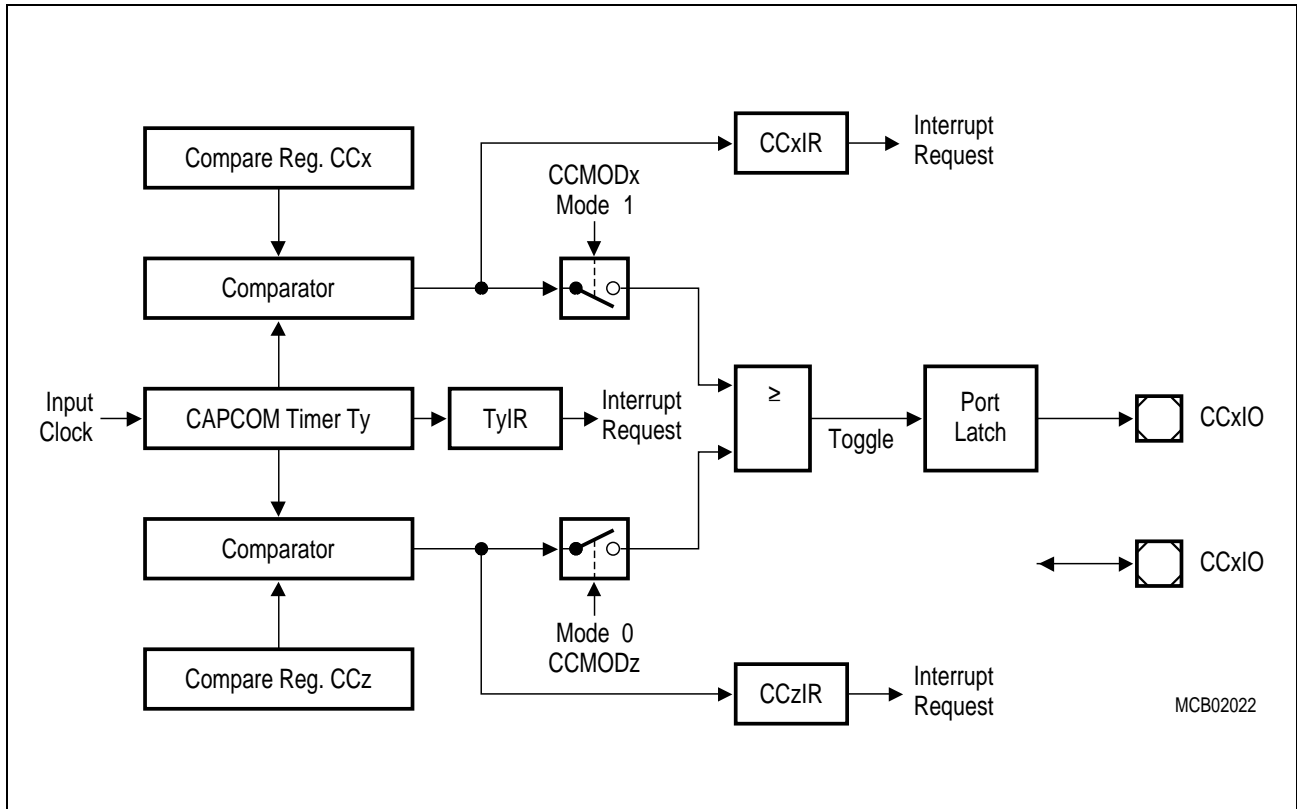 Compare Reg. CCx
CCxIR
Interrupt
Request
CCMODx
Mode 1
Comparator
Input
Clock
CAPCOM Timer Ty
TyIR
Interrupt
Request
≥
Toggle
Port
Latch
CCxIO
Comparator
CCxIO
Mode 0
CCMODz
Compare Reg. CCz
CCzIR
Interrupt
Request
MCB02022